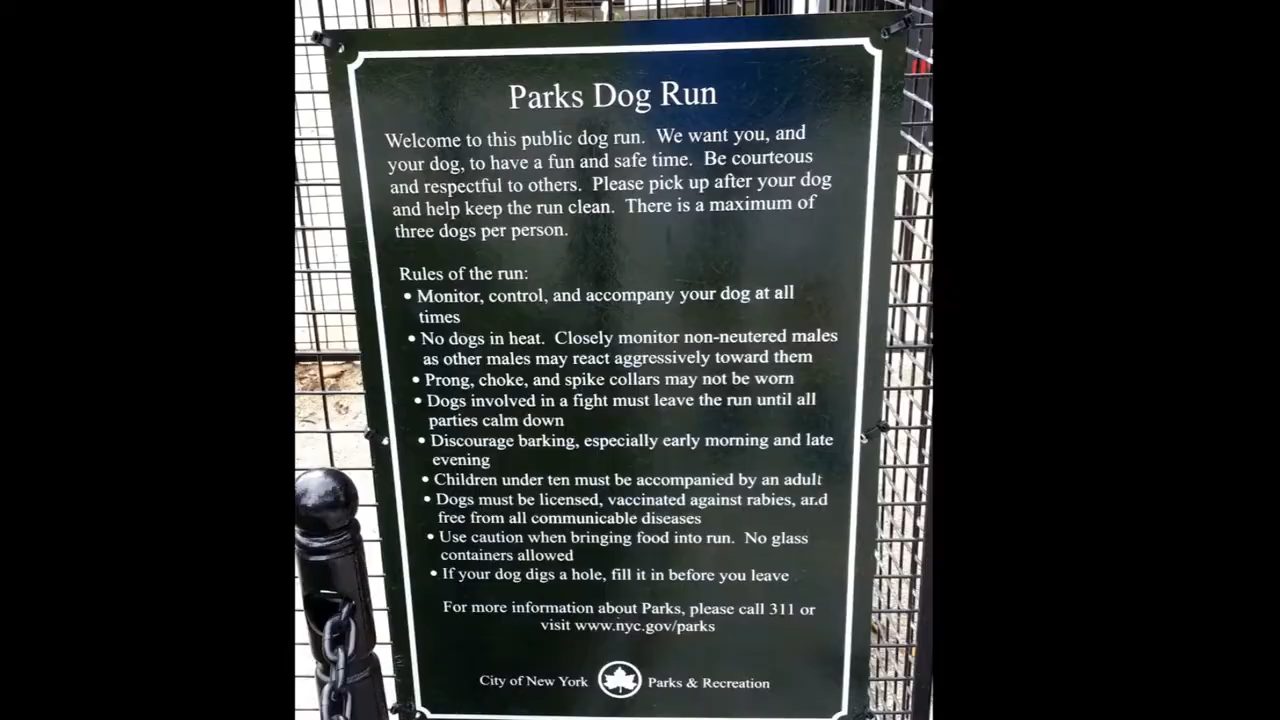 Parks Dog Run
Welcome to this public dog run. We want you, and
your dog, to have a fun and safe time. Be courteous
and respectful to others. Please pick up after your dog
and help keep the run clean. There is a maximum of
three dogs per person.
Rules of the run:
• Monitor, control, and accompany your dog at all
times
• No dogs in heat. Closely monitor non-neutered males
as other males may react aggressively toward them
• Prong, choke, and spike collars may not be worn
• Dogs involved in a fight must leave the run until all
parties calm down
• Discourage barking, especially early morning and late
evening
• Children under ten must be accompanied by an adult
• Dogs must be licensed, vaccinated against rabies, and
free from all communicable diseases
• Use caution when bringing food into run. No glass
containers allowed
• If your dog digs a hole, fill it in before you leave
For more information about Parks, please call 311 or
visit www.nyc.gov/parks
City of New York Parks & Recreation